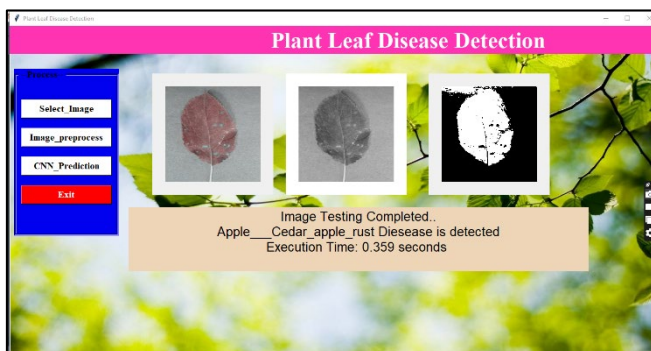 Plant Leaf Disease Detection
Plant Leaf Disease Detection
Process
Select_Image
Image_preprocess
CNN_Prediction
Exit
Image Testing Completed..
Apple___Cedar_apple_rust Diesease is detected
Execution Time: 0.359 seconds